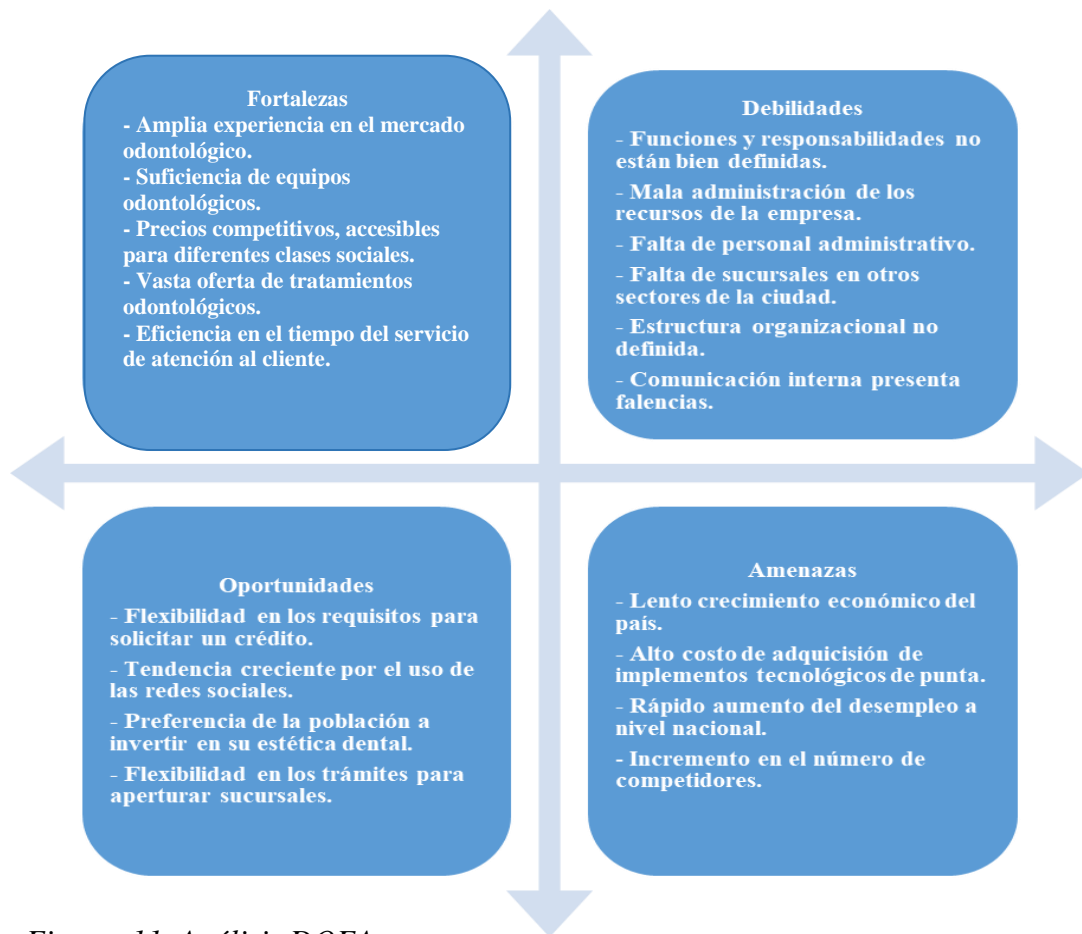 Fortalezas
- Amplia experiencia en el mercado
odontológico.
- Suficiencia de equipos
odontológicos.
- Precios competitivos, accesibles
para diferentes clases sociales.
- Vasta oferta de tratamientos
odontológicos.
- Eficiencia en el tiempo del servicio
de atención al cliente.
Debilidades
- Funciones y responsabilidades no
están bien definidas.
- Mala administración de los
recursos de la empresa.
- Falta de personal administrativo.
- Falta de sucursales en otros
sectores de la ciudad.
- Estructura organizacional no
definida.
- Comunicación interna presenta
falencias.
Oportunidades
- Flexibilidad en los requisitos para
solicitar un crédito.
- Tendencia creciente por el uso de
las redes sociales.
- Preferencia de la población a
invertir en su estética dental.
- Flexibilidad en los trámites para
aperturar sucursales.
Amenazas
- Lento crecimiento económico del
país.
- Alto costo de adquicisión de
implementos tecnológicos de punta.
- Rápido aumento del desempleo a
nivel nacional.
- Incremento en el número de
competidores.
11. Análisis DOFA